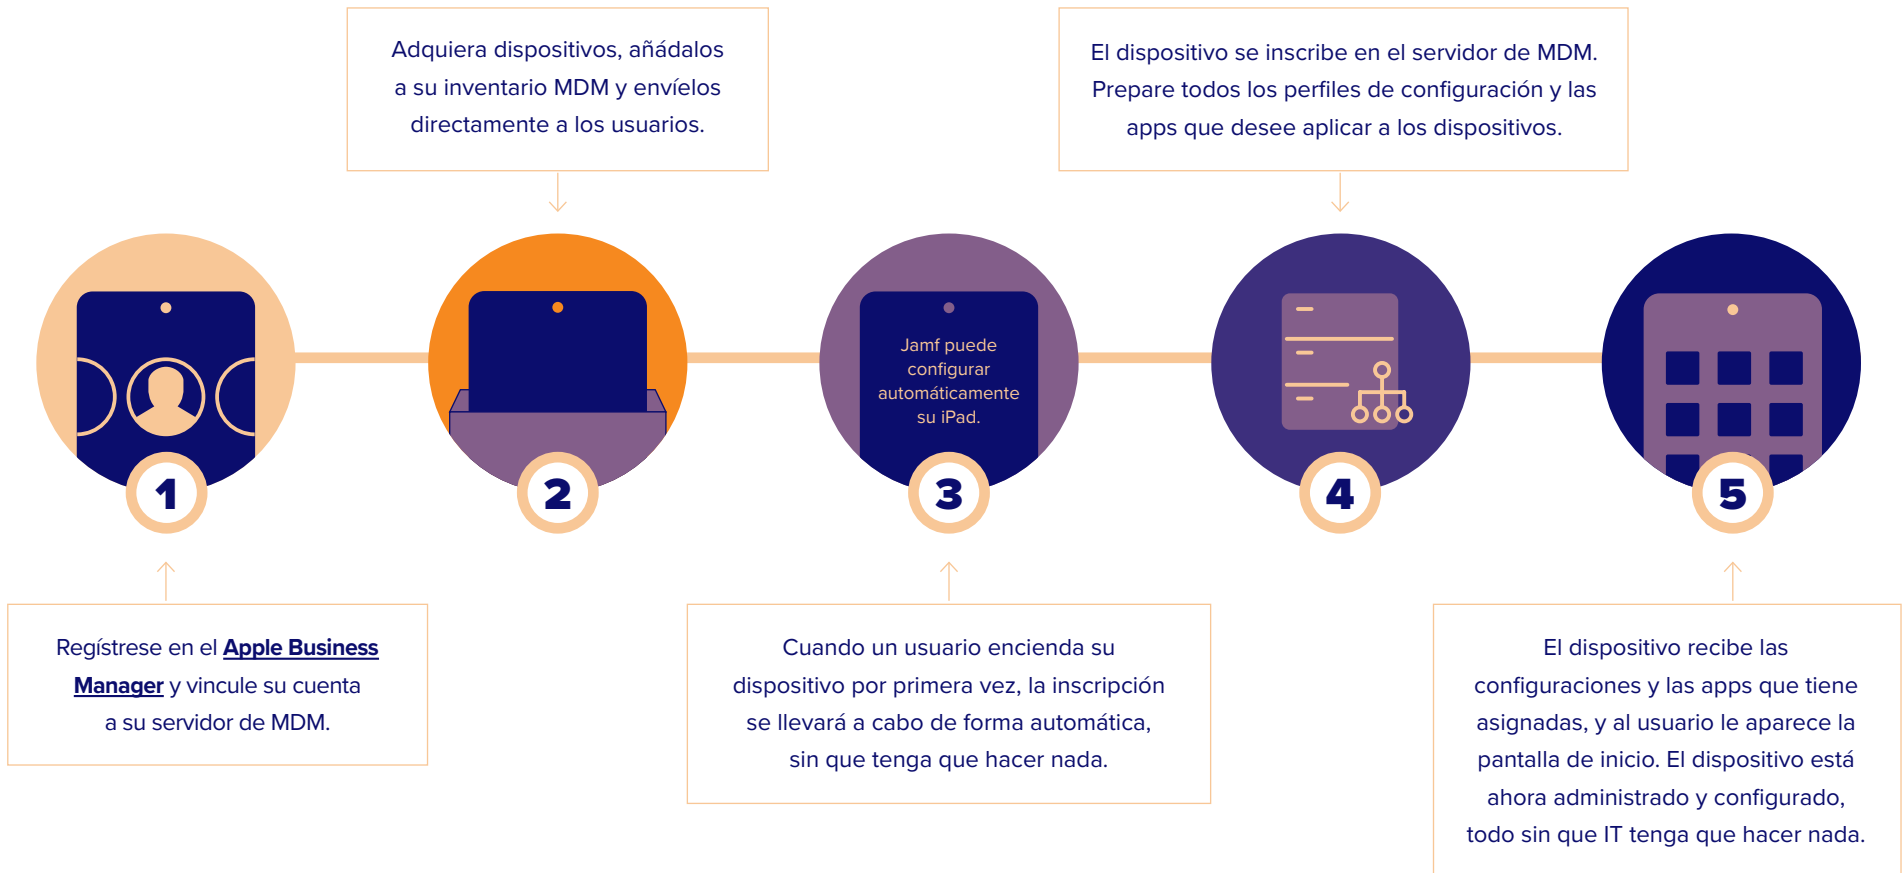 Adquiera dispositivos, añádalos
a su inventario MDM y envíelos
directamente a los usuarios.
El dispositivo se inscribe en el servidor de MDM.
Prepare todos los perfiles de configuración y las
apps que desee aplicar a los dispositivos.
Jamf puede
configurar
automáticamente
su iPad.
1
2
3
4
5
Regístrese en el Apple Business
Manager y vincule su cuenta
a su servidor de MDM.
Cuando un usuario encienda su
dispositivo por primera vez, la inscripción
se llevará a cabo de forma automática,
sin que tenga que hacer nada.
El dispositivo recibe las
configuraciones y las apps que tiene
asignadas, y al usuario le aparece la
pantalla de inicio. El dispositivo está
ahora administrado y configurado,
todo sin que IT tenga que hacer nada.